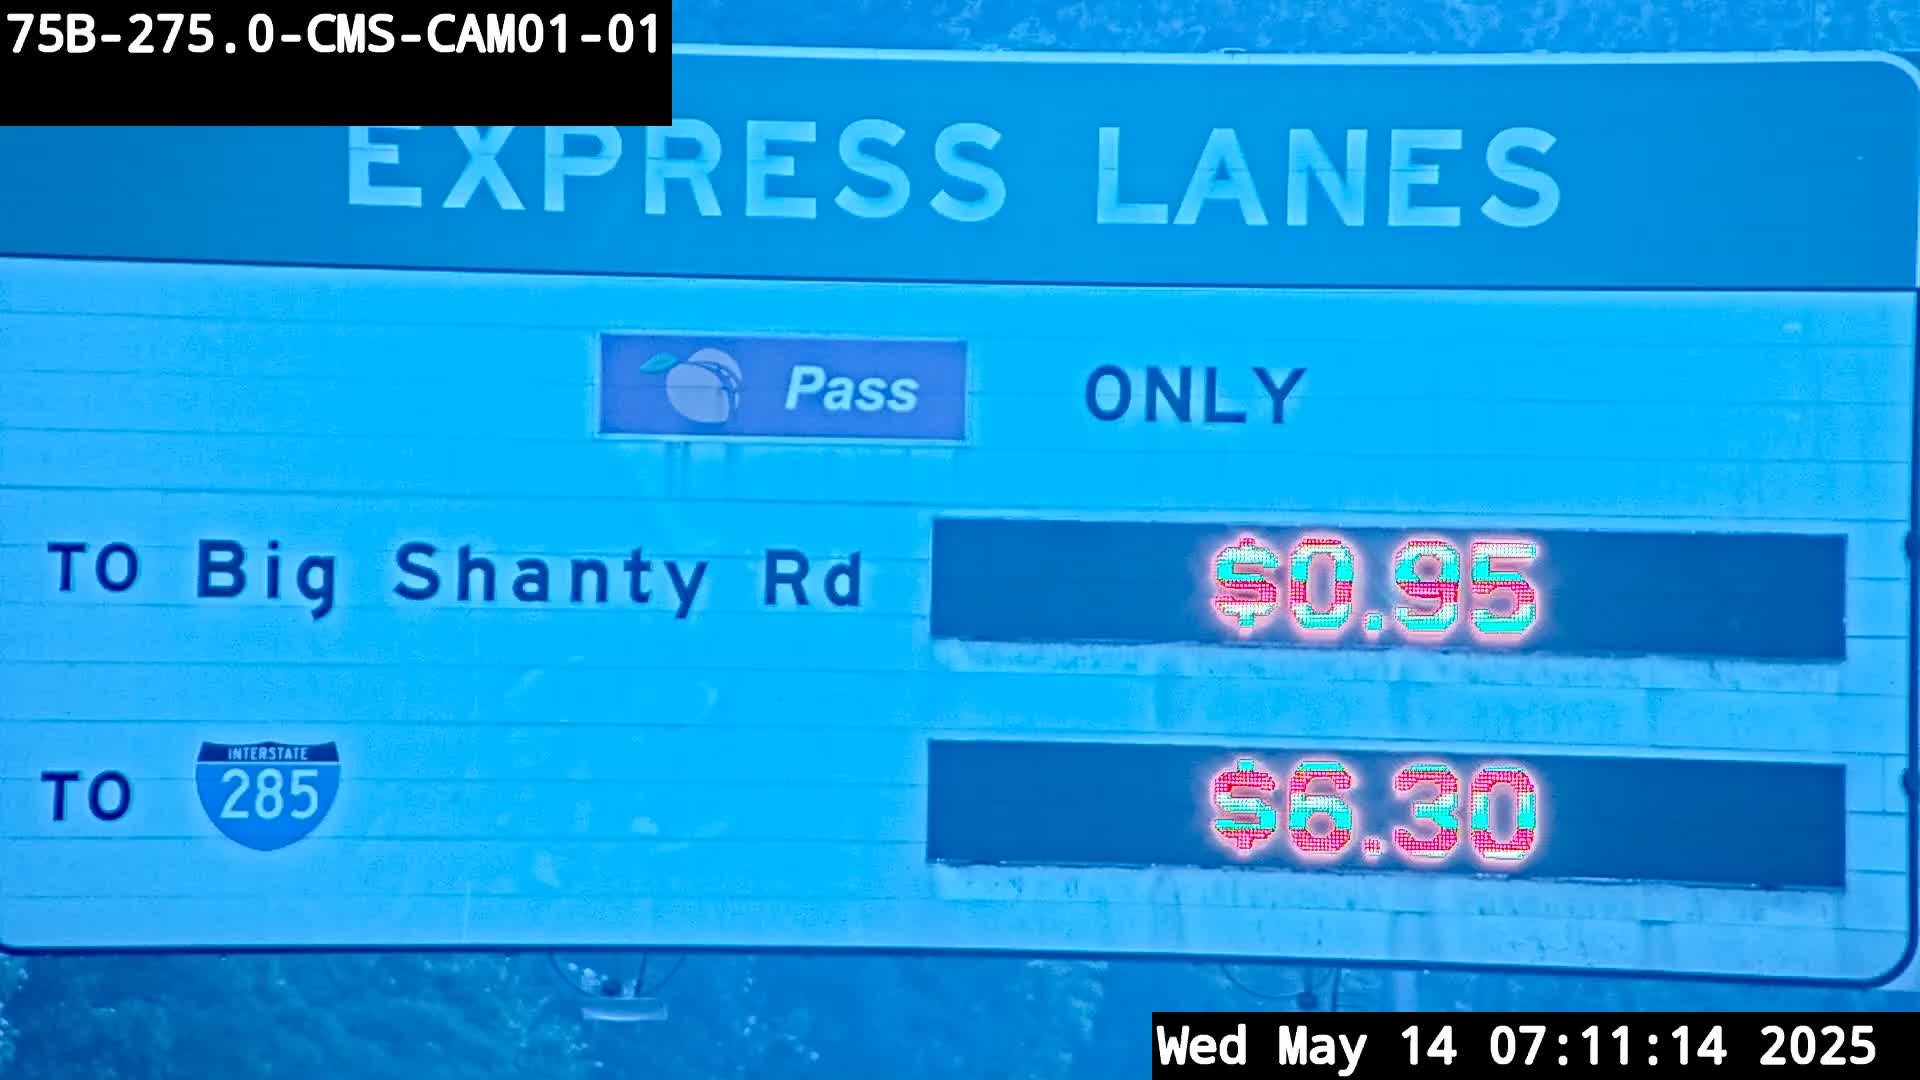 75B-275.0-CMS-CAM01-01
EXPRESS LANES
Pass ONLY
TO Big Shanty Rd $0.95
INTERSTATE
TO 285 $6.30
Wed May 14 07:11:14 2025